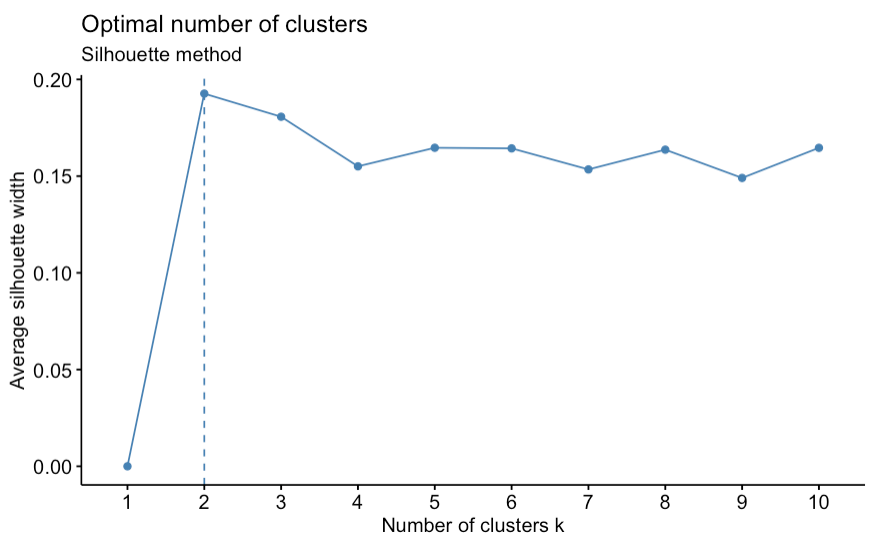 Optimal number of clusters
Silhouette method
Average silhouette width
0.20
0.15
0.10
0.05
0.00
1 2 3 4 5 6 7 8 9 10
Number of clusters k